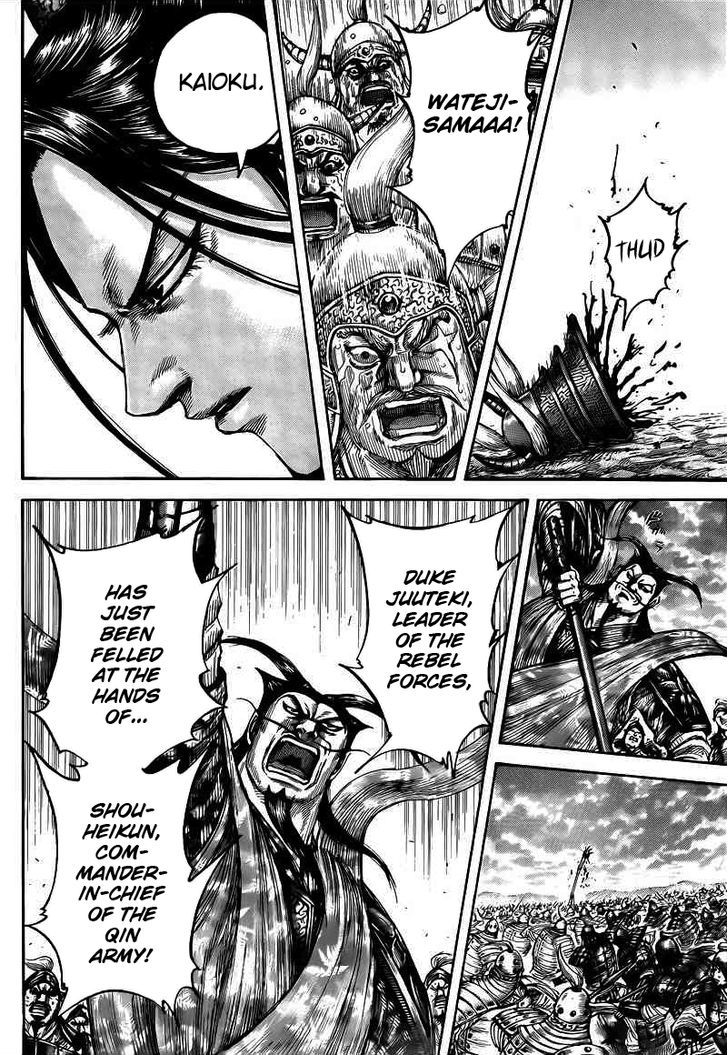 THUD
WATEJI-
SAMAAA!
KAIOKU.
DUKE
JUUTEKI,
LEADER
OF THE
REBEL
FORCES,
HAS
JUST
BEEN
FELLED
AT THE
HANDS
OF...
SHOU-
HEIKUN,
COM-
MANDER-
IN-CHIEF
OF THE
QIN
ARMY!